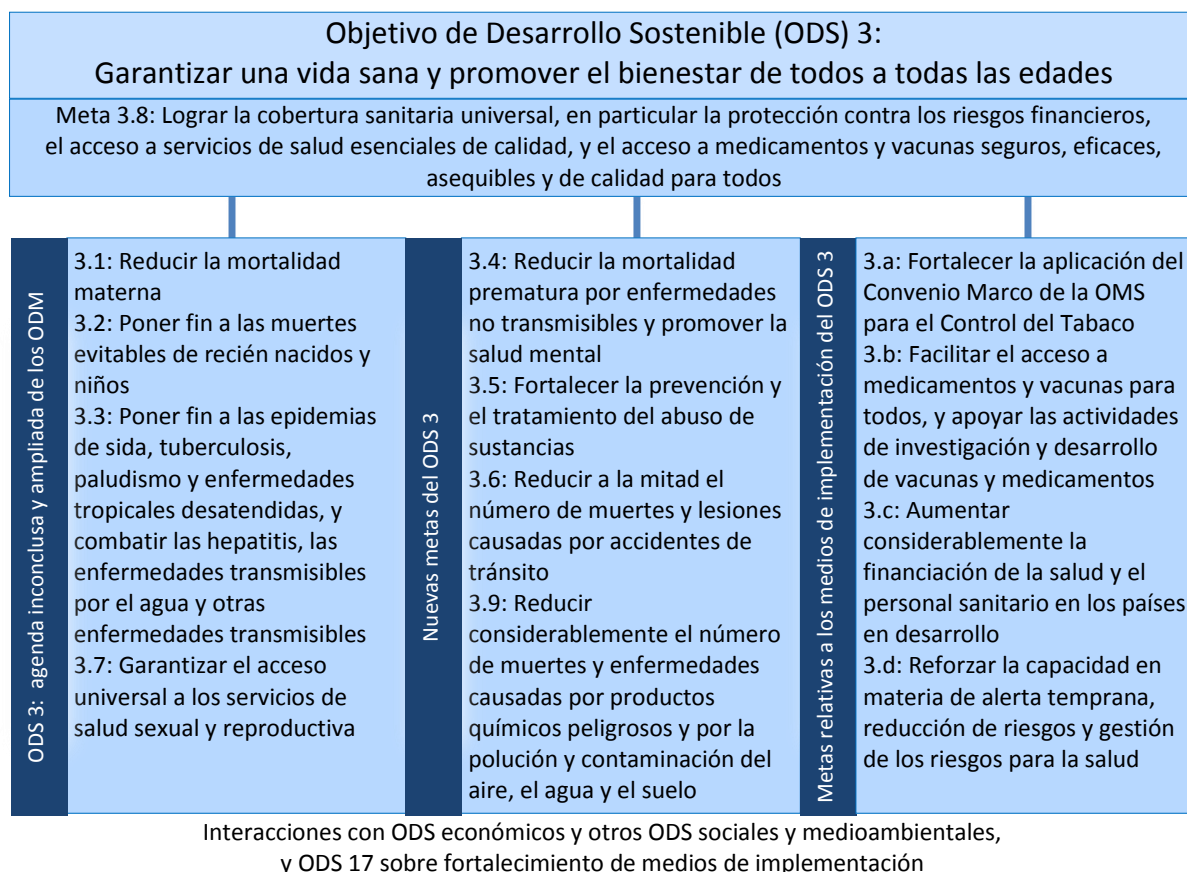 Objetivo de Desarrollo Sostenible (ODS) 3:
Garantizar una vida sana y promover el bienestar de todos a todas las edades
Meta 3.8: Lograr la cobertura sanitaria universal, en particular la protección contra los riesgos financieros,
el acceso a servicios de salud esenciales de calidad, y el acceso a medicamentos y vacunas seguros, eficaces,
asequibles y de calidad para todos
ODS 3: agenda inconclusa y ampliada de los ODM
3.1: Reducir la mortalidad
materna
3.2: Poner fin a las muertes
evitables de recién nacidos y
niños
3.3: Poner fin a las epidemias
de sida, tuberculosis,
paludismo y enfermedades
tropicales desatendidas, y
combatir las hepatitis, las
enfermedades transmisibles
por el agua y otras
enfermedades transmisibles
3.7: Garantizar el acceso
universal a los servicios de
salud sexual y reproductiva
Nuevas metas del ODS 3
3.4: Reducir la mortalidad
prematura por enfermedades
no transmisibles y promover la
salud mental
3.5: Fortalecer la prevención y
el tratamiento del abuso de
sustancias
3.6: Reducir a la mitad el
número de muertes y lesiones
causadas por accidentes de
tránsito
3.9: Reducir
considerablemente el número
de muertes y enfermedades
causadas por productos
químicos peligrosos y por la
polución y contaminación del
aire, el agua y el suelo
Metas relativas a los medios de implementación del ODS 3
3.a: Fortalecer la aplicación del
Convenio Marco de la OMS
para el Control del Tabaco
3.b: Facilitar el acceso a
medicamentos y vacunas para
todos, y apoyar las actividades
de investigación y desarrollo
de vacunas y medicamentos
3.c: Aumentar
considerablemente la
financiación de la salud y el
personal sanitario en los países
en desarrollo
3.d: Reforzar la capacidad en
materia de alerta temprana,
reducción de riesgos y gestión
de los riesgos para la salud
Interacciones con ODS económicos y otros ODS sociales y medioambientales,
y ODS 17 sobre fortalecimiento de medios de implementación